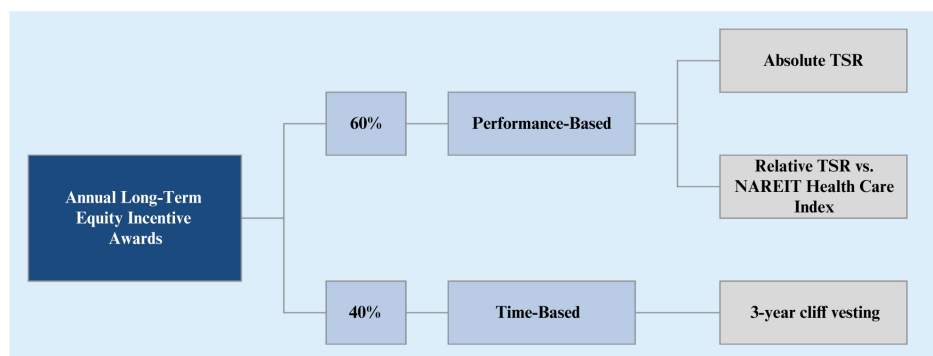 Annual Long-Term
Equity Incentive
Awards
60%
Performance-Based
Absolute TSR
Relative TSR vs.
NAREIT Health Care
Index
40%
Time-Based
3-year cliff vesting